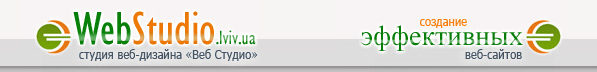 WebStudio.lviv.ua
студия веб-дизайна «Веб Студио»
создание
эффективных
веб-сайтов